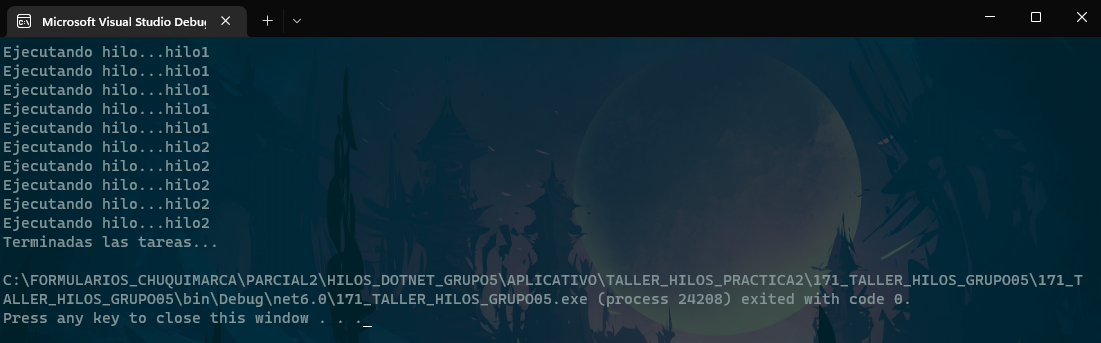 Microsoft Visual Studio Debug
Ejecutando hilo...hilo1
Ejecutando hilo...hilo1
Ejecutando hilo...hilo1
Ejecutando hilo...hilo1
Ejecutando hilo...hilo1
Ejecutando hilo...hilo2
Ejecutando hilo...hilo2
Ejecutando hilo...hilo2
Ejecutando hilo...hilo2
Ejecutando hilo...hilo2
Terminadas las tareas...
C:\FORMULARIOS_CHUQUIMARCA\PARCIAL2\HILOS_DOTNET_GRUPO5\APLICATIVO\TALLER_HILOS_PRACTICA2\171_TALLER_HILOS_GRUPO05\171_T
ALLER_HILOS_GRUPO05\bin\Debug\net6.0\171_TALLER_HILOS_GRUPO05.exe (process 24208) exited with code 0.
Press any key to close this window . . ._